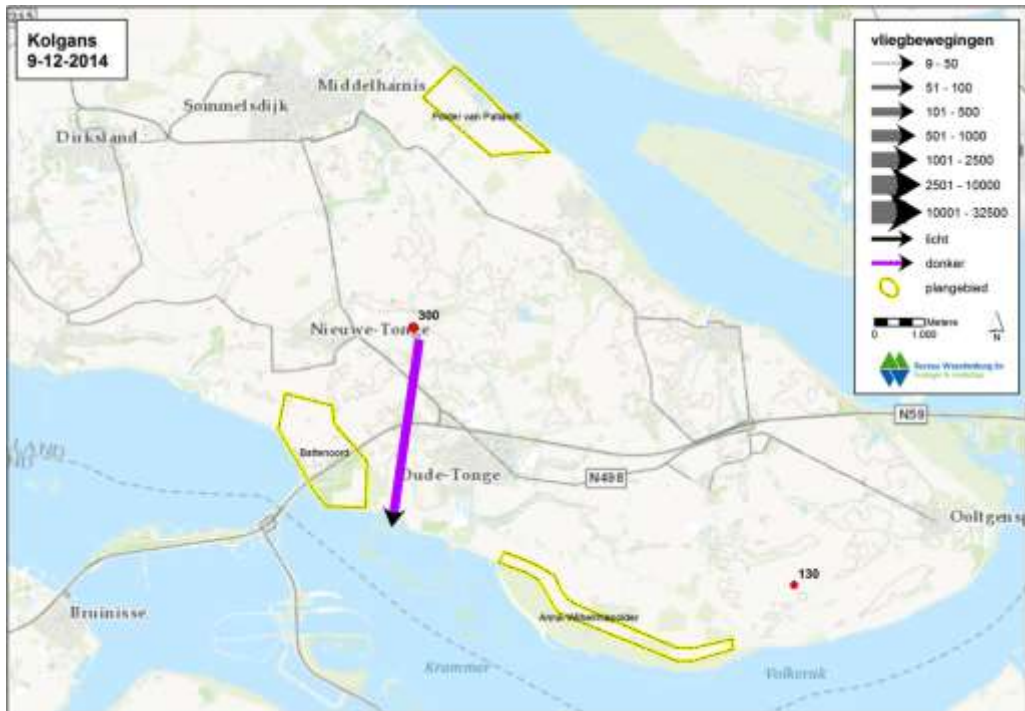 Kolgans
9-12-2014
vliegbewegingen
9 - 50
51 - 100
101 - 500
501 - 1000
1001 - 2500
2501 - 10000
10001 - 32500
licht
donker
plangebied
Meters
0 1.000
N
Middelharnis
Sommelsdijk
Dirksland
300
Nieuwe-Tonge
N59
Battenoord
Oude-Tonge
N498
Ooltgensp
130
Bruinisse
Krammer
Volkerak